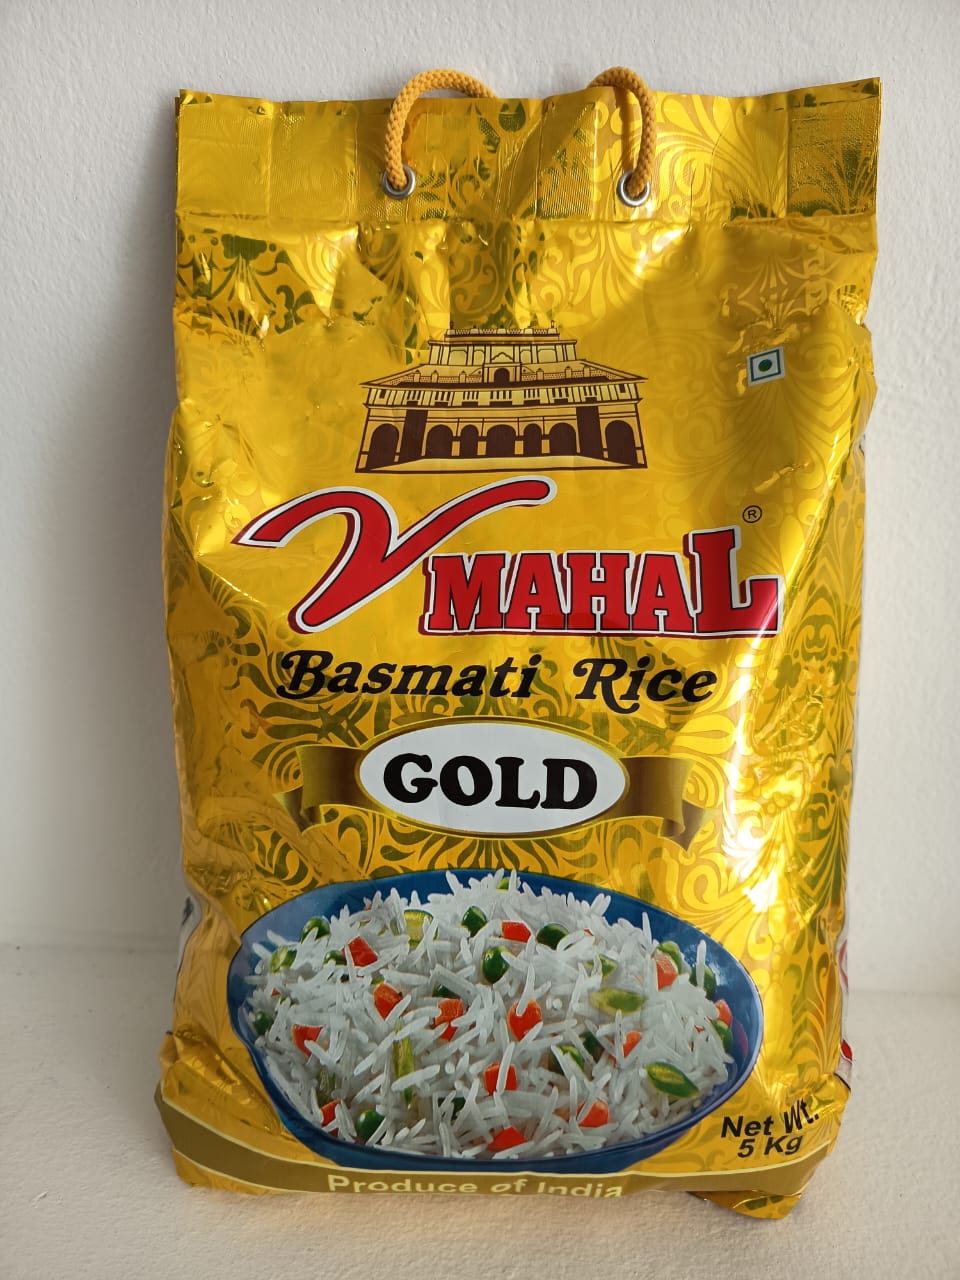 V MAHAL ®
Basmati Rice
GOLD
Net Wt.
5 Kg
Produce of India